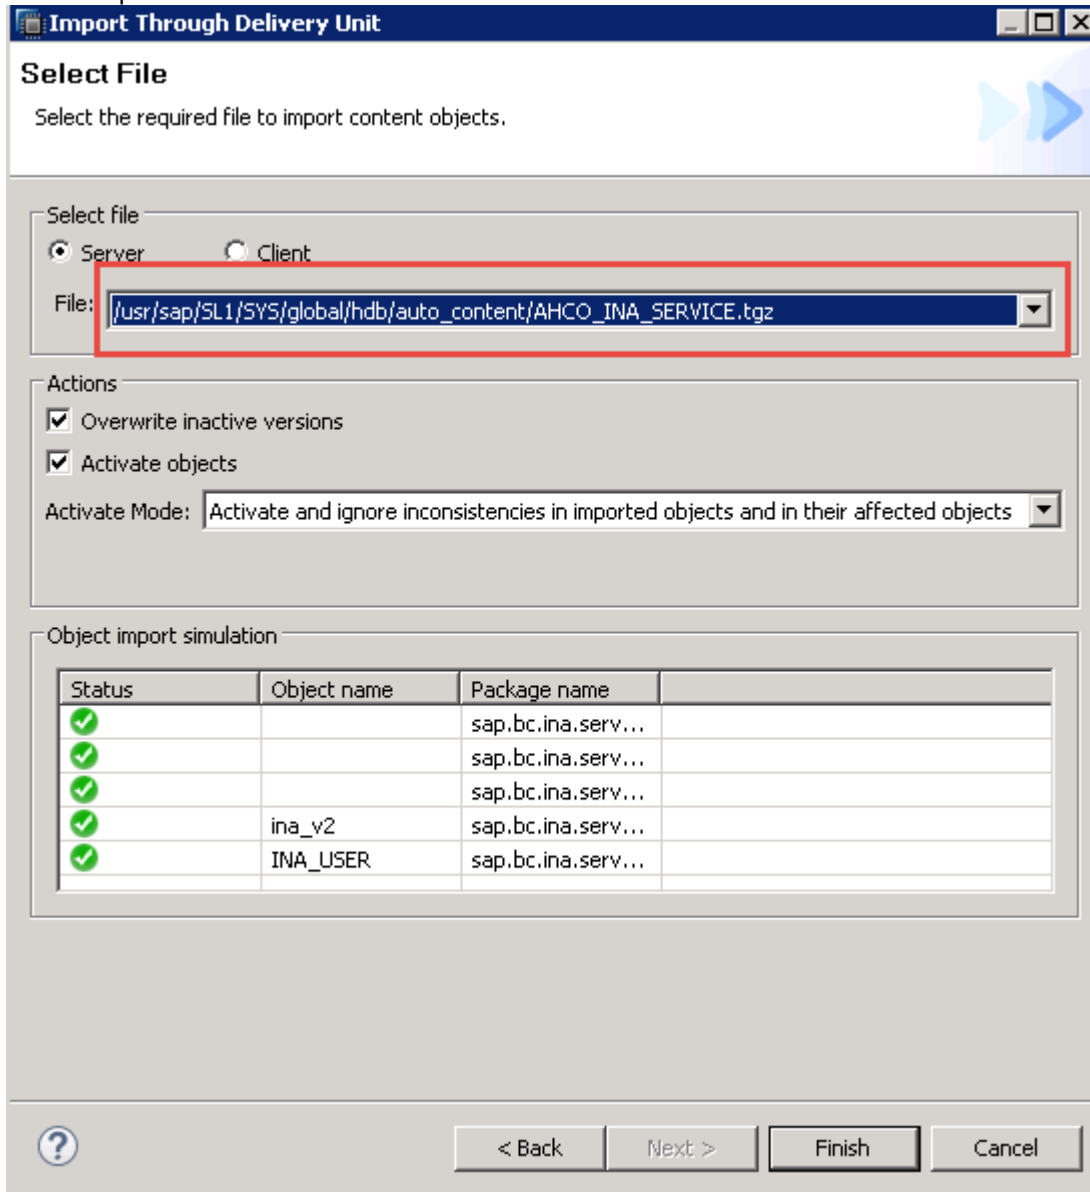 Import Through Delivery Unit
Select File
Select the required file to import content objects.
Select file
Server Client
File: /usr/sap/SL1/SYS/global/hdb/auto_content/AHCO_INA_SERVICE.tgz
Actions
Overwrite inactive versions
Activate objects
Activate Mode: Activate and ignore inconsistencies in imported objects and in their affected objects
Object import simulation
Status Object name Package name
sap.bc.ina.serv...
sap.bc.ina.serv...
sap.bc.ina.serv...
ina_v2 sap.bc.ina.serv...
INA_USER sap.bc.ina.serv...
? < Back Next > Finish Cancel